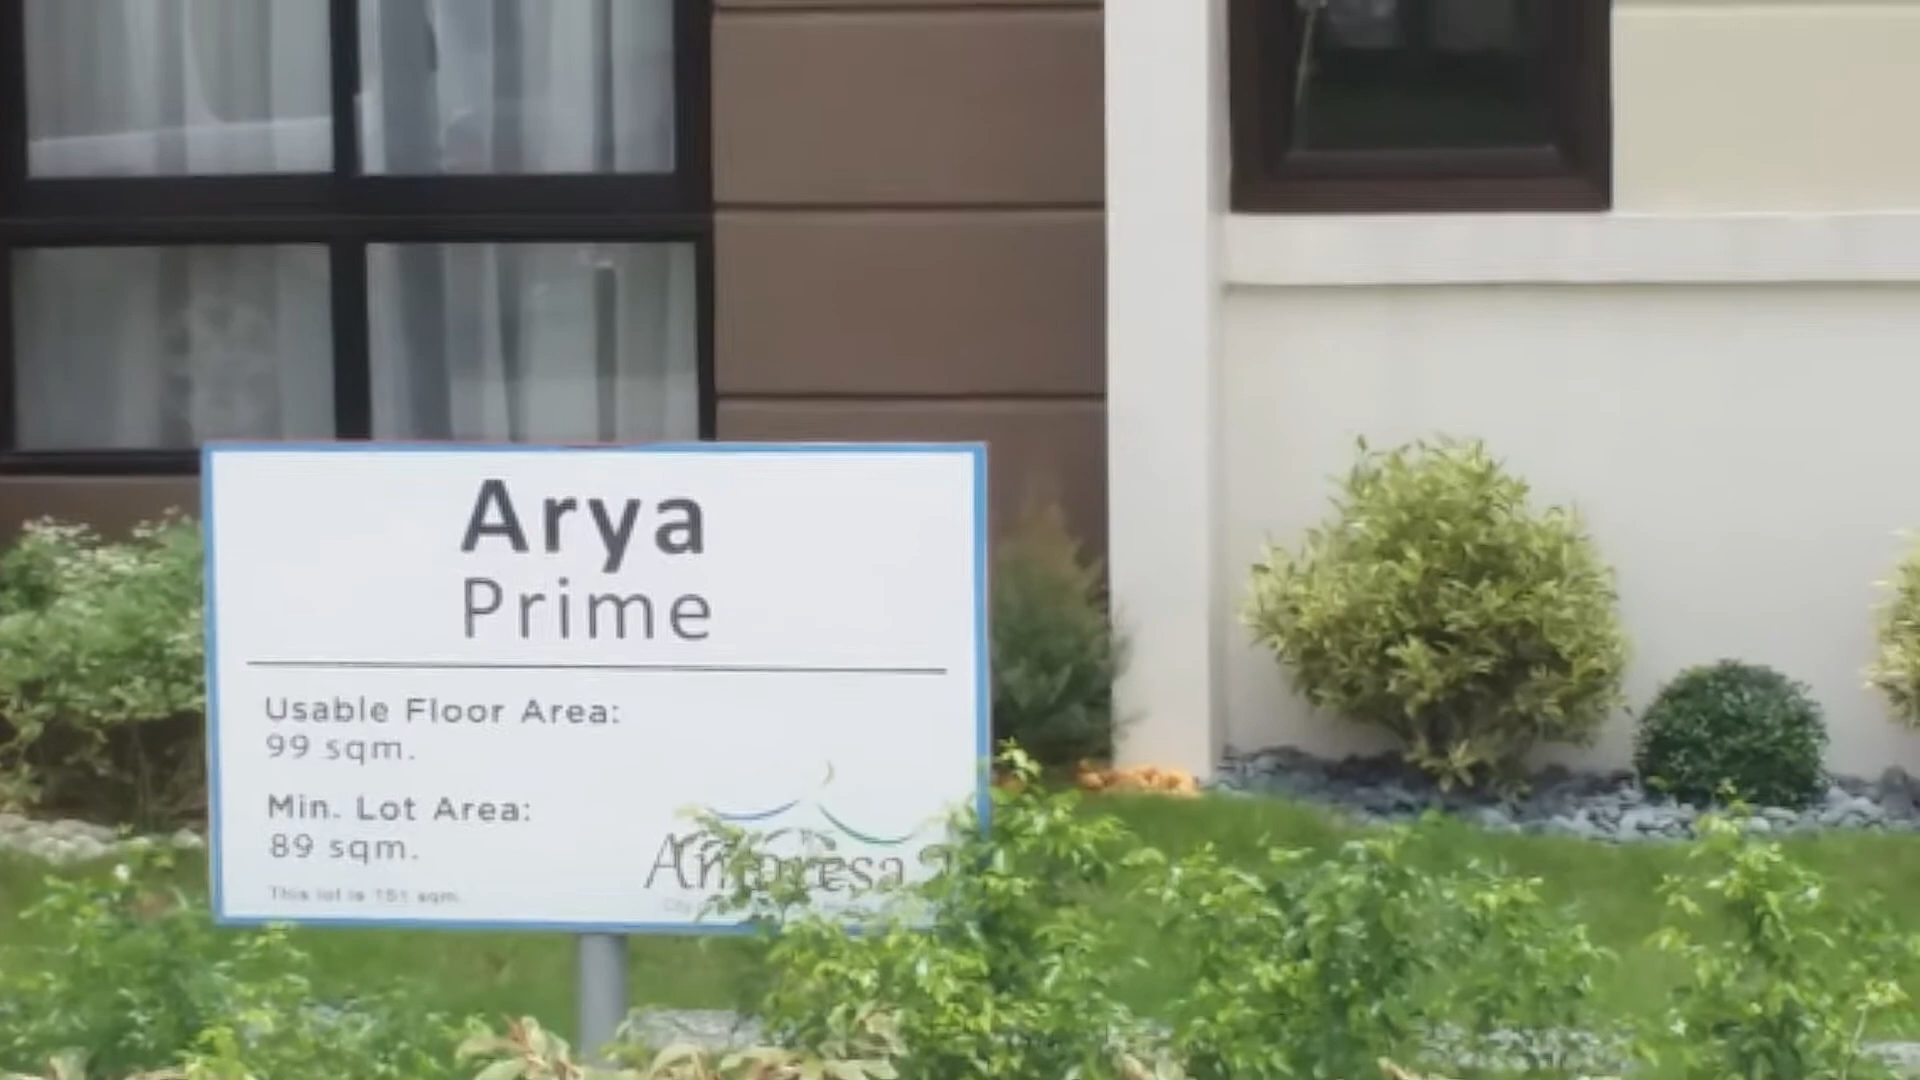 Arya
Prime
Usable Floor Area:
99 sqm.
Min. Lot Area:
89 sqm.
This lot is 151 sqm.